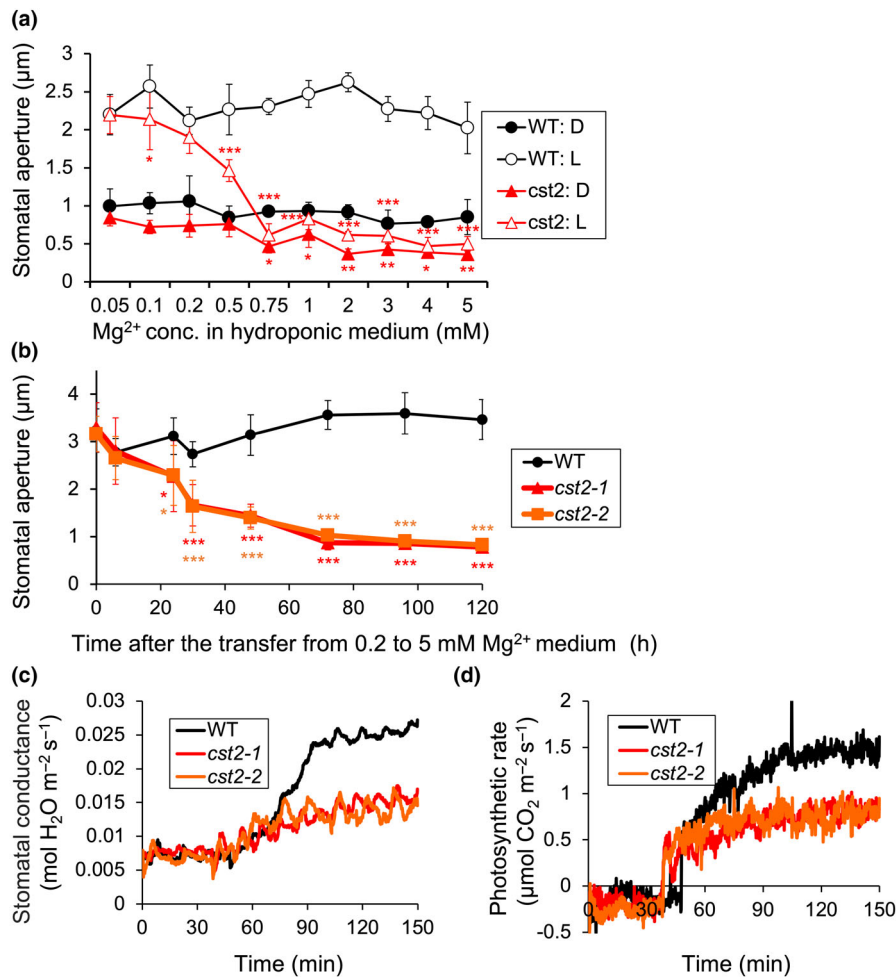 (a)
Stomatal aperture (µm)
3
2.5
2
1.5
1
0.5
0
*
***
***
***
***
***
***
***
***
*
*
**
**
*
**
0.05 0.1 0.2 0.5 0.75 1 2 3 4 5
Mg²⁺ conc. in hydroponic medium (mM)
WT: D
WT: L
cst2: D
cst2: L
(b)
Stomatal aperture (µm)
4
3
2
1
0
*
*
***
***
***
***
***
***
***
***
***
***
0 20 40 60 80 100 120
Time after the transfer from 0.2 to 5 mM Mg²⁺ medium (h)
WT
cst2-1
cst2-2
(c)
Stomatal conductance
(mol H₂O m⁻² s⁻¹)
0.03
0.025
0.02
0.015
0.01
0.005
0
WT
cst2-1
cst2-2
0 30 60 90 120 150
Time (min)
(d)
Photosynthetic rate
(µmol CO₂ m⁻² s⁻¹)
2
1.5
1
0.5
0
-0.5
WT
cst2-1
cst2-2
0 30 60 90 120 150
Time (min)